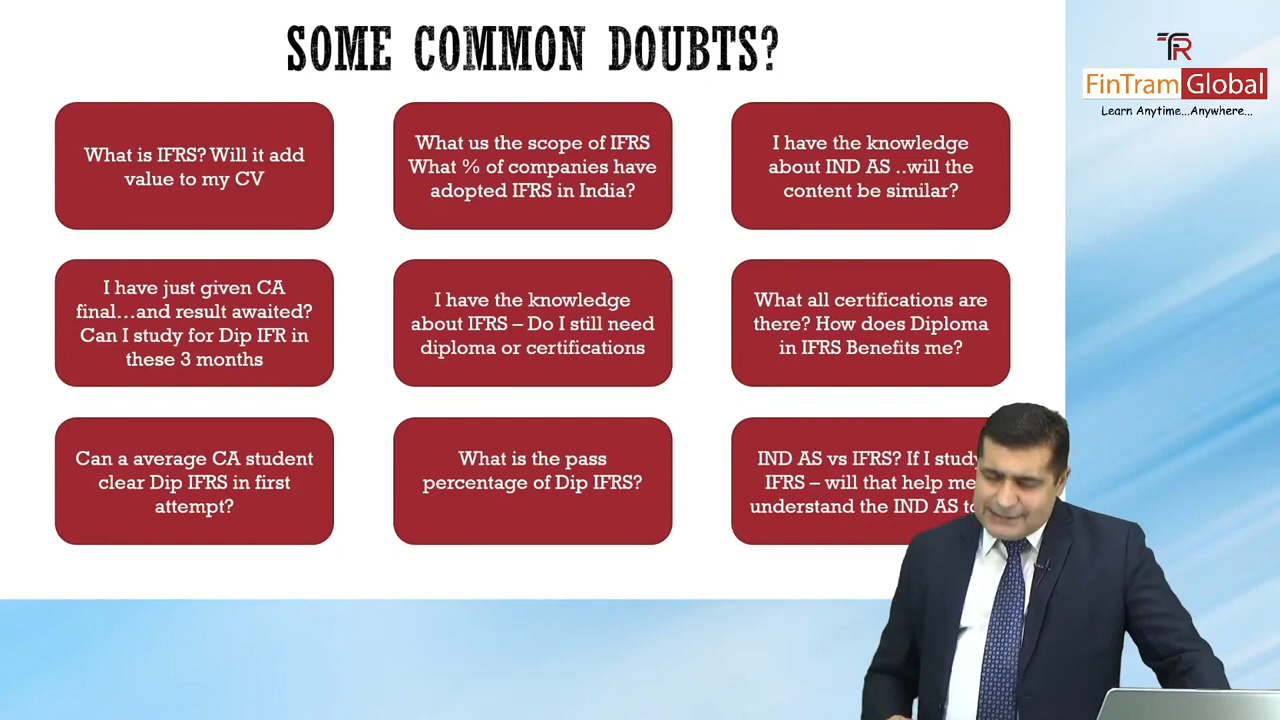 SOME COMMON DOUBTS?
TR
FinTram Global
Learn Anytime...Anywhere...
What is IFRS? Will it add
value to my CV
What us the scope of IFRS
What % of companies have
adopted IFRS in India?
I have the knowledge
about IND AS ..will the
content be similar?
I have just given CA
final...and result awaited?
Can I study for Dip IFR in
these 3 months
I have the knowledge
about IFRS – Do I still need
diploma or certifications
What all certifications are
there? How does Diploma
in IFRS Benefits me?
Can a average CA student
clear Dip IFRS in first
attempt?
What is the pass
percentage of Dip IFRS?
IND AS vs IFRS? If I study
IFRS – will that help me
understand the IND AS